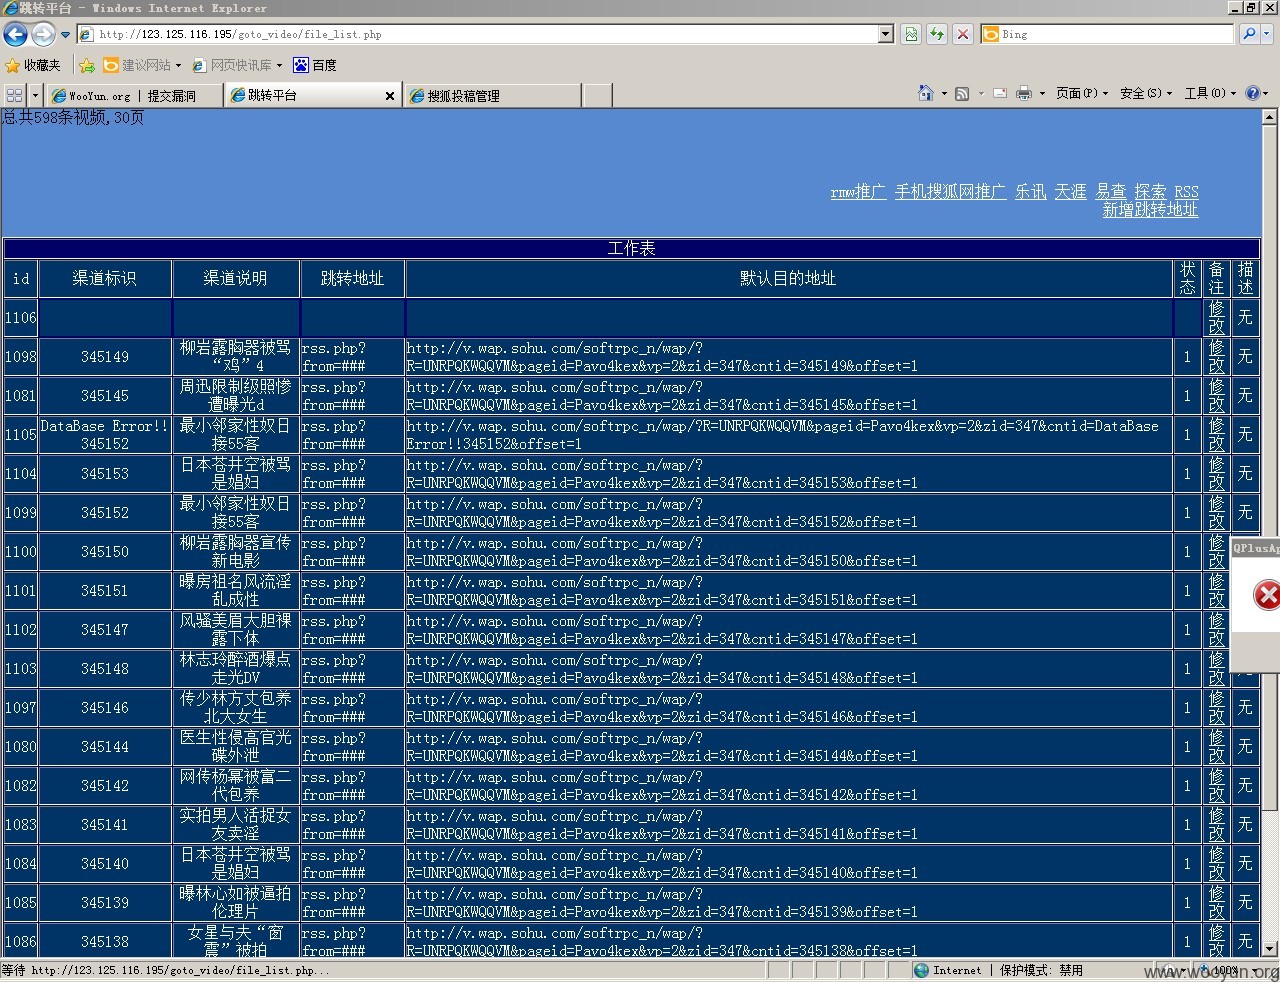 跳转平台 - Windows Internet Explorer
http://123.125.116.195/goto_video/file_list.php
Bing
收藏夹 建议网站 网页快讯库 百度
WooYun.org | 提交漏洞 跳转平台 搜狐投稿管理
页面(P) 安全(S) 工具(O)
总共598条视频,30页
rmw推广 手机搜狐网推广 乐讯 天涯 易查 探索 RSS
新增跳转地址
工作表
id 渠道标识 渠道说明 跳转地址 默认目的地址 状态 备注 描述
1106 修改 无
1098 345149 柳岩露胸器被骂“鸡”4 rss.php?from=### http://v.wap.sohu.com/softrpc_n/wap/?R=UNRPQKWQQVM&pageid=Pavo4kex&vp=2&zid=347&cntid=345149&offset=1 1 修改 无
1081 345145 周迅限制级照惨遭曝光d rss.php?from=### http://v.wap.sohu.com/softrpc_n/wap/?R=UNRPQKWQQVM&pageid=Pavo4kex&vp=2&zid=347&cntid=345145&offset=1 1 修改 无
1105 DataBase Error!!345152 最小邻家性奴日接55客 rss.php?from=### http://v.wap.sohu.com/softrpc_n/wap/?R=UNRPQKWQQVM&pageid=Pavo4kex&vp=2&zid=347&cntid=DataBase Error!!345152&offset=1 1 修改 无
1104 345153 日本苍井空被骂是娼妇 rss.php?from=### http://v.wap.sohu.com/softrpc_n/wap/?R=UNRPQKWQQVM&pageid=Pavo4kex&vp=2&zid=347&cntid=345153&offset=1 1 修改 无
1099 345152 最小邻家性奴日接55客 rss.php?from=### http://v.wap.sohu.com/softrpc_n/wap/?R=UNRPQKWQQVM&pageid=Pavo4kex&vp=2&zid=347&cntid=345152&offset=1 1 修改 无
1100 345150 柳岩露胸器宣传新电影 rss.php?from=### http://v.wap.sohu.com/softrpc_n/wap/?R=UNRPQKWQQVM&pageid=Pavo4kex&vp=2&zid=347&cntid=345150&offset=1 1 修改
QPlusAp
1101 345151 曝房祖名风流淫乱成性 rss.php?from=### http://v.wap.sohu.com/softrpc_n/wap/?R=UNRPQKWQQVM&pageid=Pavo4kex&vp=2&zid=347&cntid=345151&offset=1 1 修改
1102 345147 风骚美眉大胆裸露下体 rss.php?from=### http://v.wap.sohu.com/softrpc_n/wap/?R=UNRPQKWQQVM&pageid=Pavo4kex&vp=2&zid=347&cntid=345147&offset=1 1 修改
1103 345148 林志玲醉酒爆点走光DV rss.php?from=### http://v.wap.sohu.com/softrpc_n/wap/?R=UNRPQKWQQVM&pageid=Pavo4kex&vp=2&zid=347&cntid=345148&offset=1 1 修改
1097 345146 传少林方丈包养北大女生 rss.php?from=### http://v.wap.sohu.com/softrpc_n/wap/?R=UNRPQKWQQVM&pageid=Pavo4kex&vp=2&zid=347&cntid=345146&offset=1 1 修改 无
1080 345144 医生性侵高官光碟外泄 rss.php?from=### http://v.wap.sohu.com/softrpc_n/wap/?R=UNRPQKWQQVM&pageid=Pavo4kex&vp=2&zid=347&cntid=345144&offset=1 1 修改 无
1082 345142 网传杨幂被富二代包养 rss.php?from=### http://v.wap.sohu.com/softrpc_n/wap/?R=UNRPQKWQQVM&pageid=Pavo4kex&vp=2&zid=347&cntid=345142&offset=1 1 修改 无
1083 345141 实拍男人活捉女友卖淫 rss.php?from=### http://v.wap.sohu.com/softrpc_n/wap/?R=UNRPQKWQQVM&pageid=Pavo4kex&vp=2&zid=347&cntid=345141&offset=1 1 修改 无
1084 345140 日本苍井空被骂是娼妇 rss.php?from=### http://v.wap.sohu.com/softrpc_n/wap/?R=UNRPQKWQQVM&pageid=Pavo4kex&vp=2&zid=347&cntid=345140&offset=1 1 修改 无
1085 345139 曝林心如被逼拍伦理片 rss.php?from=### http://v.wap.sohu.com/softrpc_n/wap/?R=UNRPQKWQQVM&pageid=Pavo4kex&vp=2&zid=347&cntid=345139&offset=1 1 修改 无
1086 345138 女星与夫“窗震”被拍 rss.php?from=### http://v.wap.sohu.com/softrpc_n/wap/?R=UNRPQKWQQVM&pageid=Pavo4kex&vp=2&zid=347&cntid=345138&offset=1 1 修改 无
等待 http://123.125.116.195/goto_video/file_list.php... Internet | 保护模式: 禁用 100%
www.wooyun.org